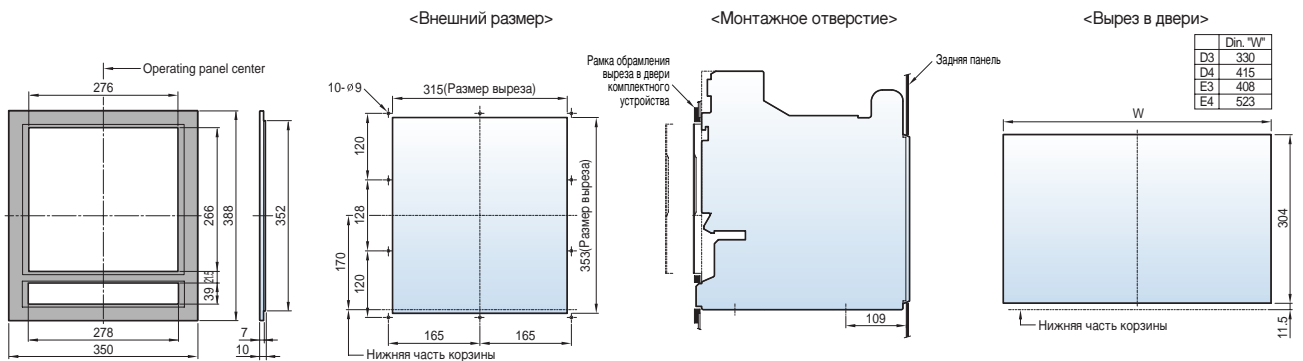 <Внешний размер>
<Монтажное отверстие>
<Вырез в двери>
Din. "W"
D3 330
D4 415
E3 408
E4 523
Operating panel center
276
266
388
352
21.5
39
278
350
7
10
10-ø9
315(Размер выреза)
120
128
170
120
353(Размер выреза)
165
165
Нижняя часть корзины
Рамка обрамления
выреза в двери
комплектного
устройства
Задняя панель
109
W
304
11.5
Нижняя часть корзины